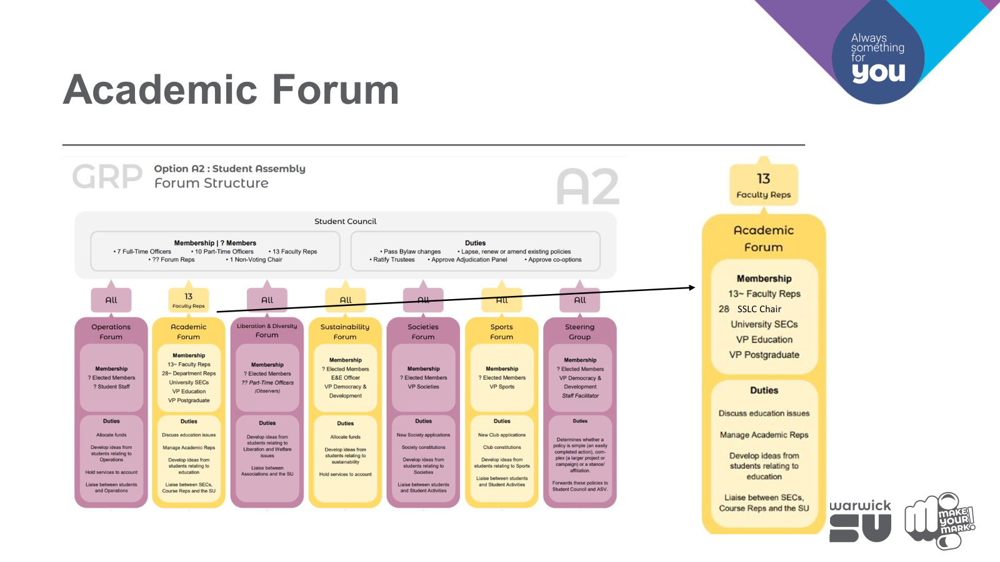 Always
something
for
you
Academic Forum
GRP
Option A2 : Student Assembly
Forum Structure
A2
Student Council
Membership | ? Members
• 7 Full-Time Officers • 10 Part-Time Officers • 13 Faculty Reps
• ?? Forum Reps • 1 Non-Voting Chair
Duties
• Pass Bylaw changes • Lapse, renew or amend existing policies
• Ratify Trustees • Approve Adjudication Panel • Approve co-options
All
Operations
Forum
Membership
? Elected Members
? Student Staff
Duties
Allocate funds
Develop ideas from
students relating to
Operations
Hold services to account
Liaise between students
and Operations
13
Faculty Reps
Academic
Forum
Membership
13~ Faculty Reps
28~ Department Reps
University SECs
VP Education
VP Postgraduate
Duties
Discuss education issues
Manage Academic Reps
Develop ideas from
students relating to
education
Liaise between SECs,
Course Reps and the SU
All
Liberation & Diversity
Forum
Membership
? Elected Members
?? Part-Time Officers
(Observers)
Duties
Develop ideas from
students relating to
Liberation and Welfare
issues
Liaise between
Associations and the SU
All
Sustainability
Forum
Membership
? Elected Members
E&E Officer
VP Democracy &
Development
Duties
Allocate funds
Develop ideas from
students relating to
sustainability
Hold services to account
All
Societies
Forum
Membership
? Elected Members
VP Societies
Duties
New Society applications
Society constitutions
Develop ideas from
students relating to
Societies
Liaise between students
and Student Activities
All
Sports
Forum
Membership
? Elected Members
VP Sports
Duties
New Club applications
Club constitutions
Develop ideas from
students relating to Sports
Liaise between students
and Student Activities
All
Steering
Group
Membership
? Elected Members
VP Democracy &
Development
Staff Facilitator
Duties
Determines whether a
policy is simple (an easily
completed action), com-
plex (a larger project or
campaign) or a stance/
affiliation.
Forwards these policies to
Student Council and ASV.
13
Faculty Reps
Academic
Forum
Membership
13~ Faculty Reps
28 SSLC Chair
University SECs
VP Education
VP Postgraduate
Duties
Discuss education issues
Manage Academic Reps
Develop ideas from
students relating to
education
Liaise between SECs,
Course Reps and the SU
warwick
SU
MAKE
YOUR
MARK!